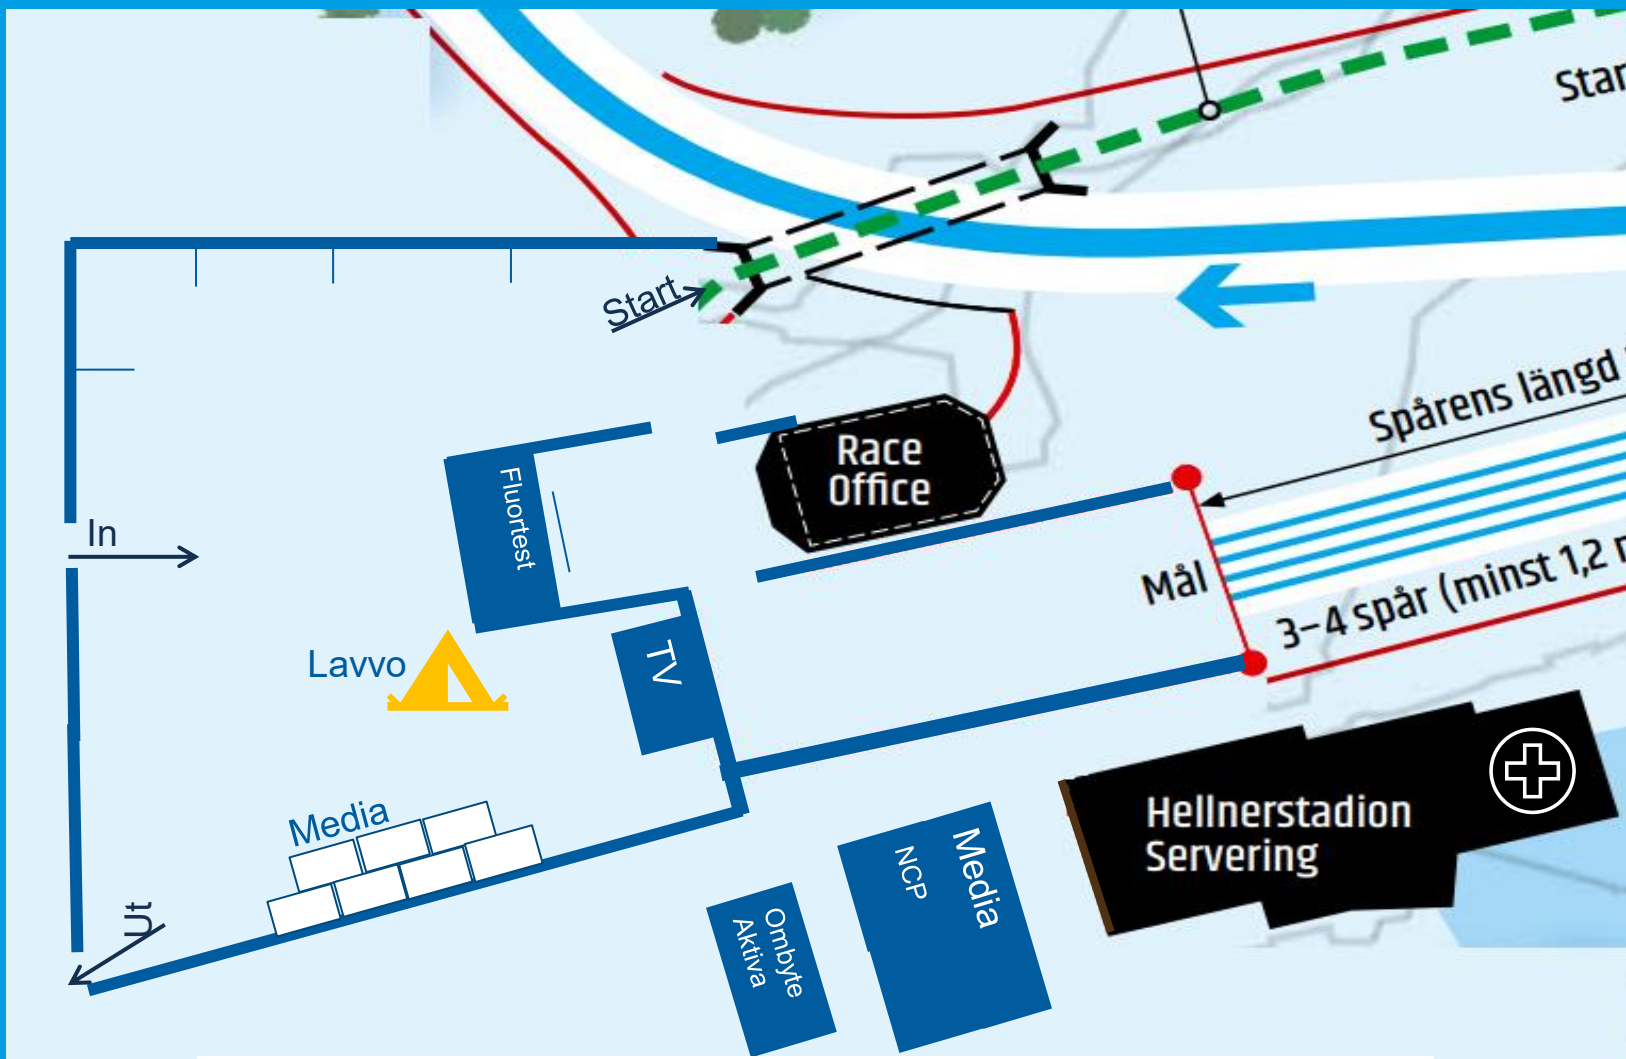 Star
Start
Spårens längd
Race
Office
Fluortest
In
Mål
3–4 spår (minst 1,2 m
Lavvo
TV
Media
Hellnerstadion
Servering
Media
NCP
Ut
Ombyte
Aktiva